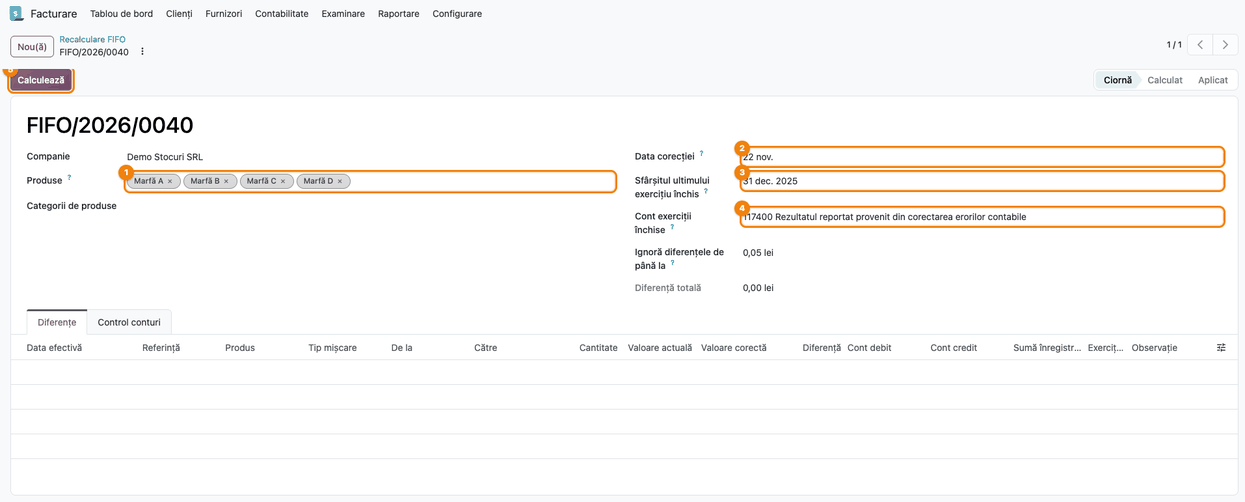 Facturare Tablou de bord Clienți Furnizori Contabilitate Examinare Raportare Configurare
Nou(ă) Recalculare FIFO
FIFO/2026/0040
1 / 1
5
Calculează
Ciornă Calculat Aplicat
FIFO/2026/0040
Companie Demo Stocuri SRL
Produse ? 1 Marfă A × Marfă B × Marfă C × Marfă D ×
Categorii de produse
Data corecției ? 2 22 nov.
Sfârșitul ultimului exercițiu închis ? 3 31 dec. 2025
Cont exerciții închise ? 4 117400 Rezultatul reportat provenit din corectarea erorilor contabile
Ignoră diferențele de până la ? 0,05 lei
Diferență totală 0,00 lei
Diferențe Control conturi
Data efectivă Referință Produs Tip mișcare De la Către Cantitate Valoare actuală Valoare corectă Diferență Cont debit Cont credit Sumă înregistr... Exerciț... Observație